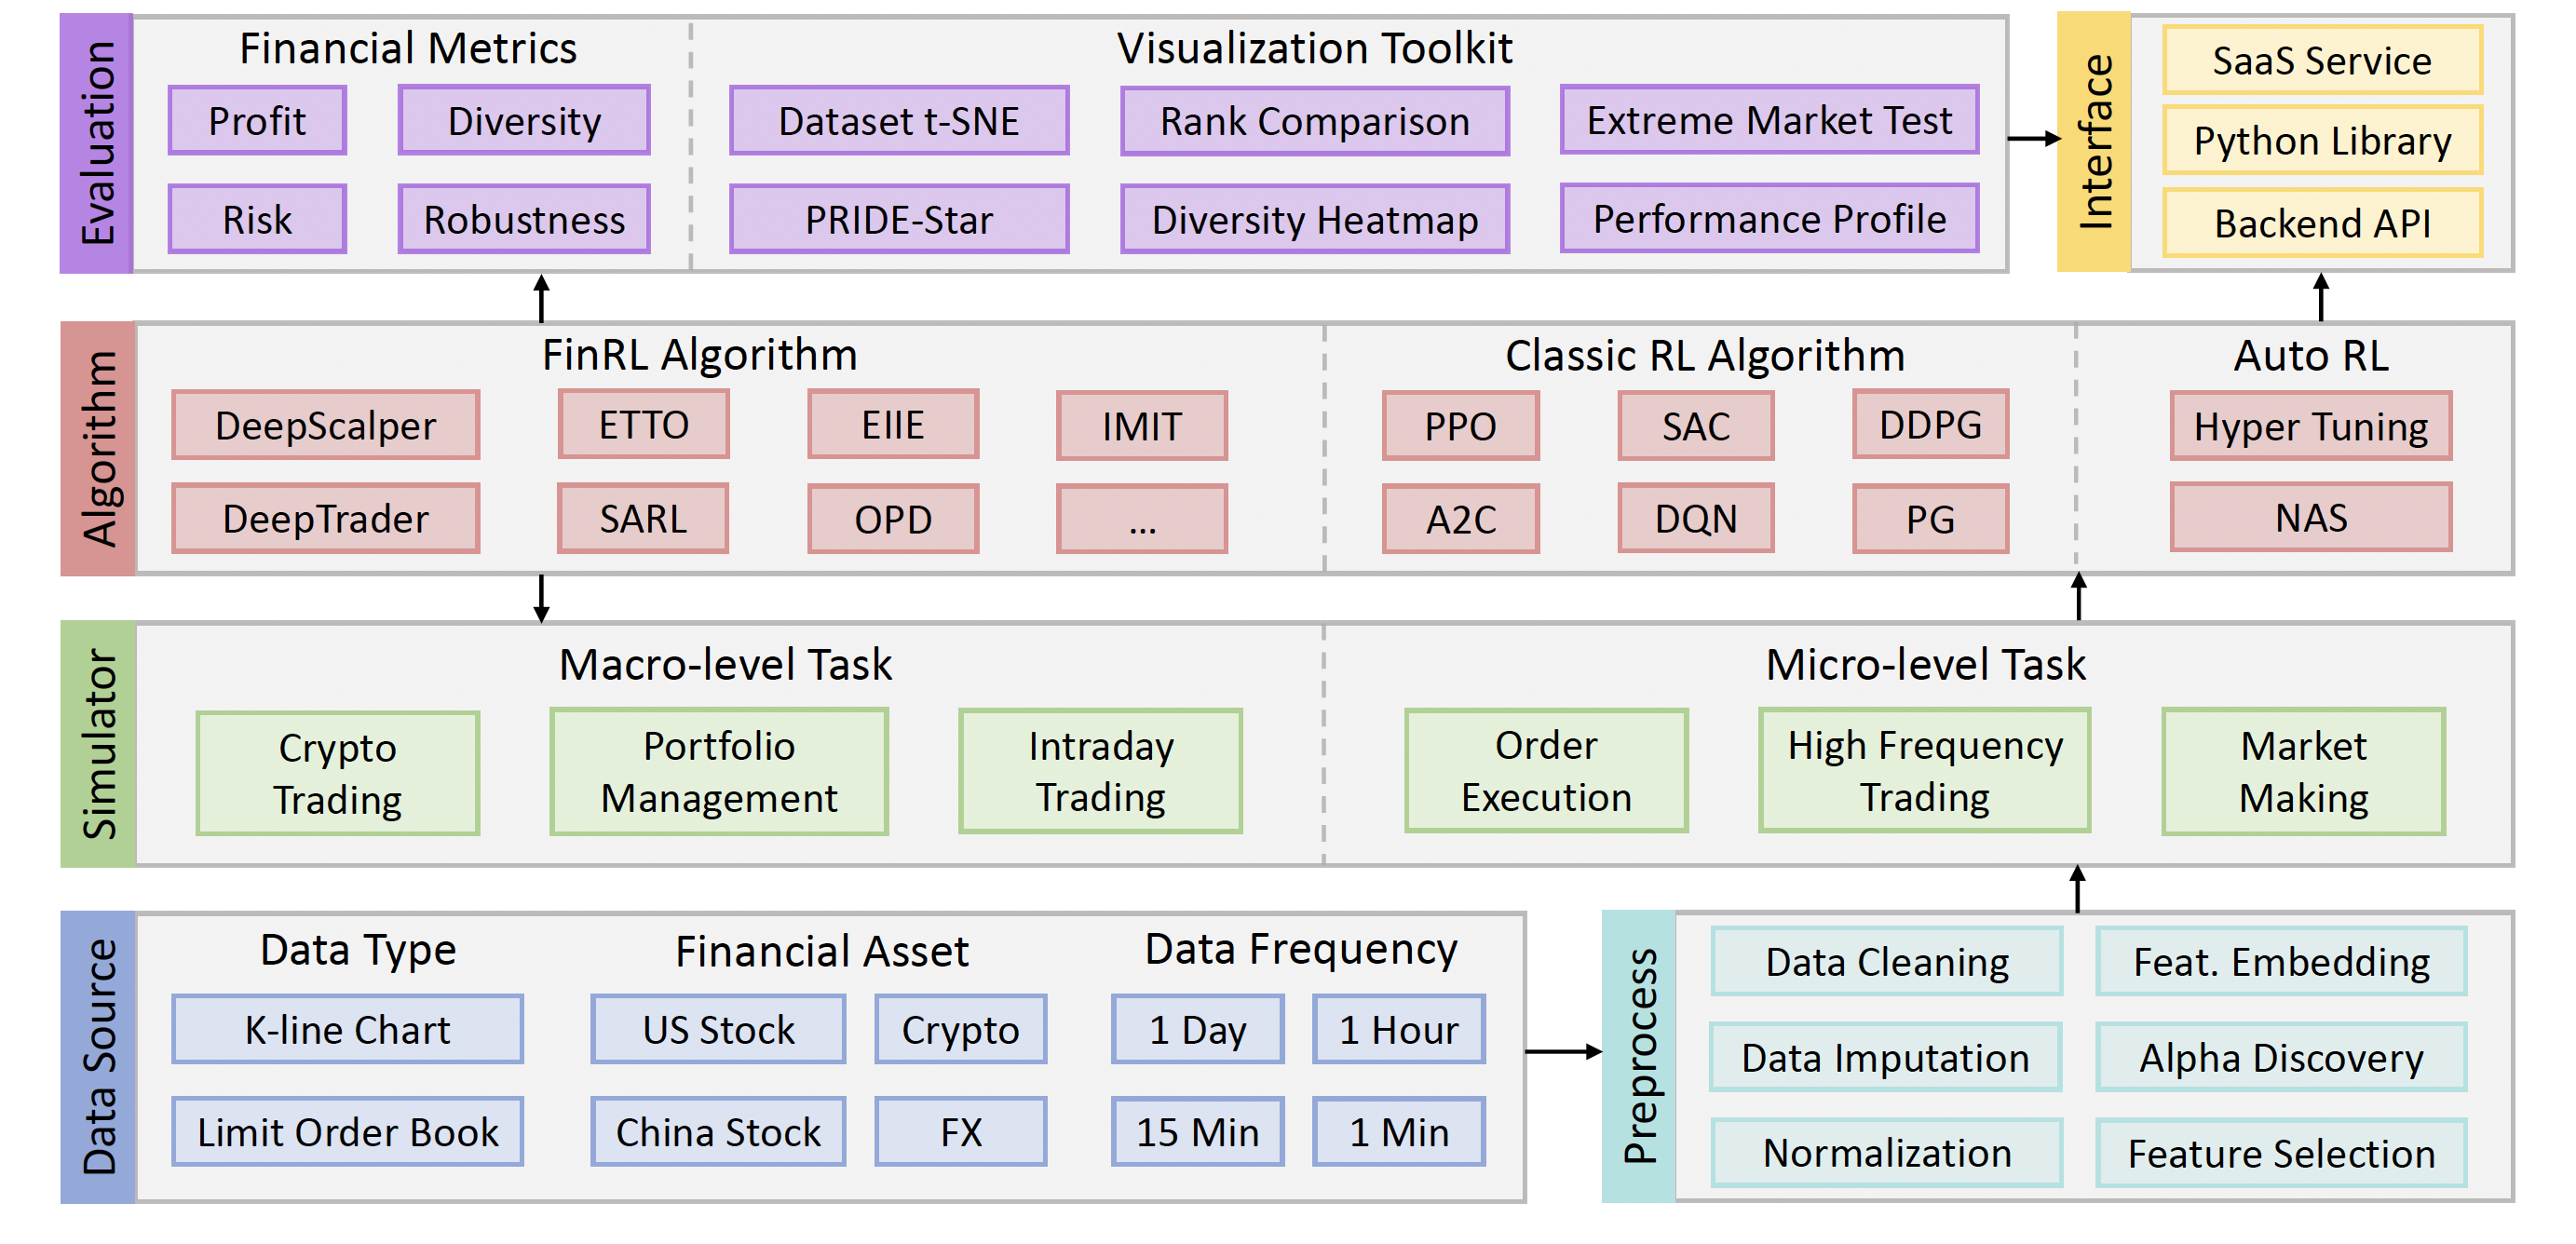 Evaluation
Financial Metrics
Profit
Diversity
Risk
Robustness
Visualization Toolkit
Dataset t-SNE
Rank Comparison
Extreme Market Test
PRIDE-Star
Diversity Heatmap
Performance Profile
Interface
SaaS Service
Python Library
Backend API
Algorithm
FinRL Algorithm
DeepScalper
ETTO
EIIE
IMIT
DeepTrader
SARL
OPD
...
Classic RL Algorithm
PPO
SAC
DDPG
A2C
DQN
PG
Auto RL
Hyper Tuning
NAS
Simulator
Macro-level Task
Crypto
Trading
Portfolio
Management
Intraday
Trading
Micro-level Task
Order
Execution
High Frequency
Trading
Market
Making
Data Source
Data Type
K-line Chart
Limit Order Book
Financial Asset
US Stock
Crypto
China Stock
FX
Data Frequency
1 Day
1 Hour
15 Min
1 Min
Preprocess
Data Cleaning
Feat. Embedding
Data Imputation
Alpha Discovery
Normalization
Feature Selection